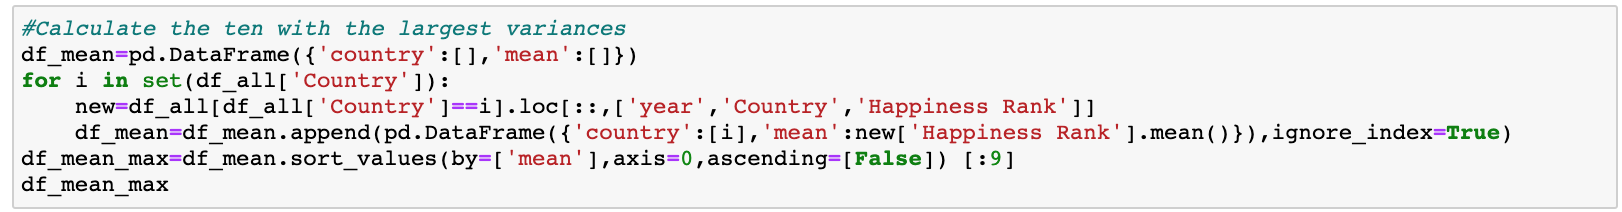 #Calculate the ten with the largest variances
df_mean=pd.DataFrame({'country':[],'mean':[]})
for i in set(df_all['Country']):
    new=df_all[df_all['Country']==i].loc[::,['year','Country','Happiness Rank']]
    df_mean=df_mean.append(pd.DataFrame({'country':[i],'mean':new['Happiness Rank'].mean()}),ignore_index=True)
df_mean_max=df_mean.sort_values(by=['mean'],axis=0,ascending=[False]) [:9]
df_mean_max